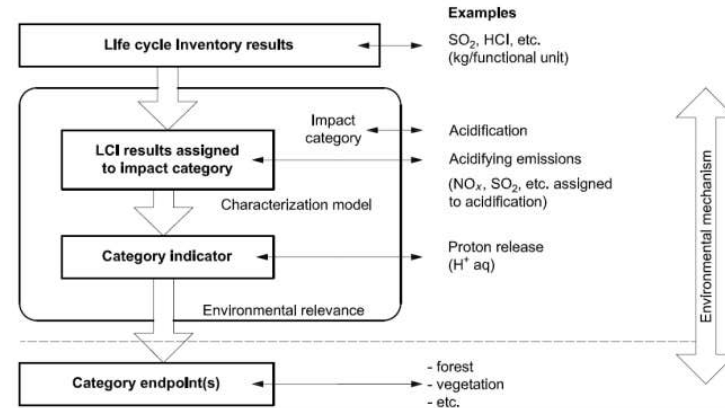 Examples
LIfe cycle Inventory results
SO₂, HCl, etc.
(kg/functional unit)
Impact
category
Acidification
LCI results assigned
to impact category
Acidifying emissions
(NOₓ, SO₂, etc. assigned
to acidification)
Characterization model
Category indicator
Proton release
(H⁺ aq)
Environmental relevance
Environmental mechanism
Category endpoint(s)
- forest
- vegetation
- etc.